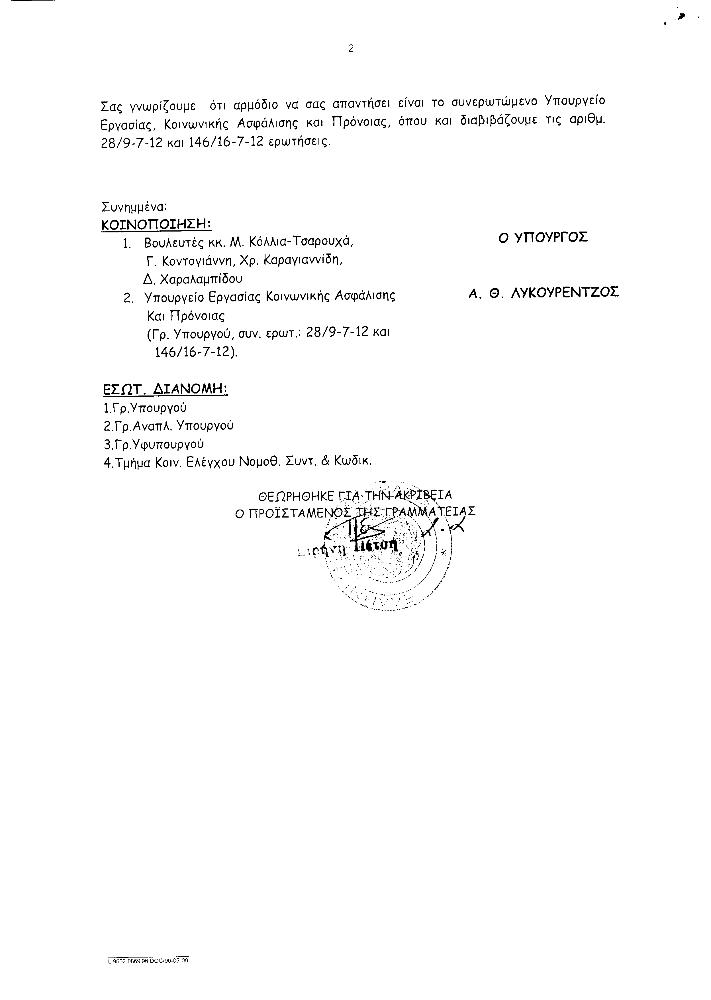 2
Σας γνωρίζουμε ότι αρμόδιο να σας απαντήσει είναι το συνερωτώμενο Υπουργείο
Εργασίας, Κοινωνικής Ασφάλισης και Πρόνοιας, όπου και διαβιβάζουμε τις αριθμ.
28/9-7-12 και 146/16-7-12 ερωτήσεις.
Συνημμένα:
ΚΟΙΝΟΠΟΙΗΣΗ:
1. Βουλευτές κκ. Μ. Κόλλια-Τσαρουχά,
Γ. Κοντογιάννη, Χρ. Καραγιαννίδη,
Δ. Χαραλαμπίδου
2. Υπουργείο Εργασίας Κοινωνικής Ασφάλισης
Και Πρόνοιας
(Γρ. Υπουργού, συν. ερωτ.: 28/9-7-12 και
146/16-7-12).
Ο ΥΠΟΥΡΓΟΣ
Α. Θ. ΛΥΚΟΥΡΕΝΤΖΟΣ
ΕΣΩΤ. ΔΙΑΝΟΜΗ:
1.Γρ.Υπουργού
2.Γρ.Αναπλ. Υπουργού
3.Γρ.Υφυπουργού
4.Τμήμα Κοιν. Ελέγχου Νομοθ. Συντ. & Κωδικ.
ΘΕΩΡΗΘΗΚΕ ΓΙΑ ΤΗΝ ΑΚΡΙΒΕΙΑ
Ο ΠΡΟΪΣΤΑΜΕΝΟΣ ΤΗΣ ΓΡΑΜΜΑΤΕΙΑΣ
Ειρήνη Πέτση
L 9602.0869'96 DOC/96-05-09